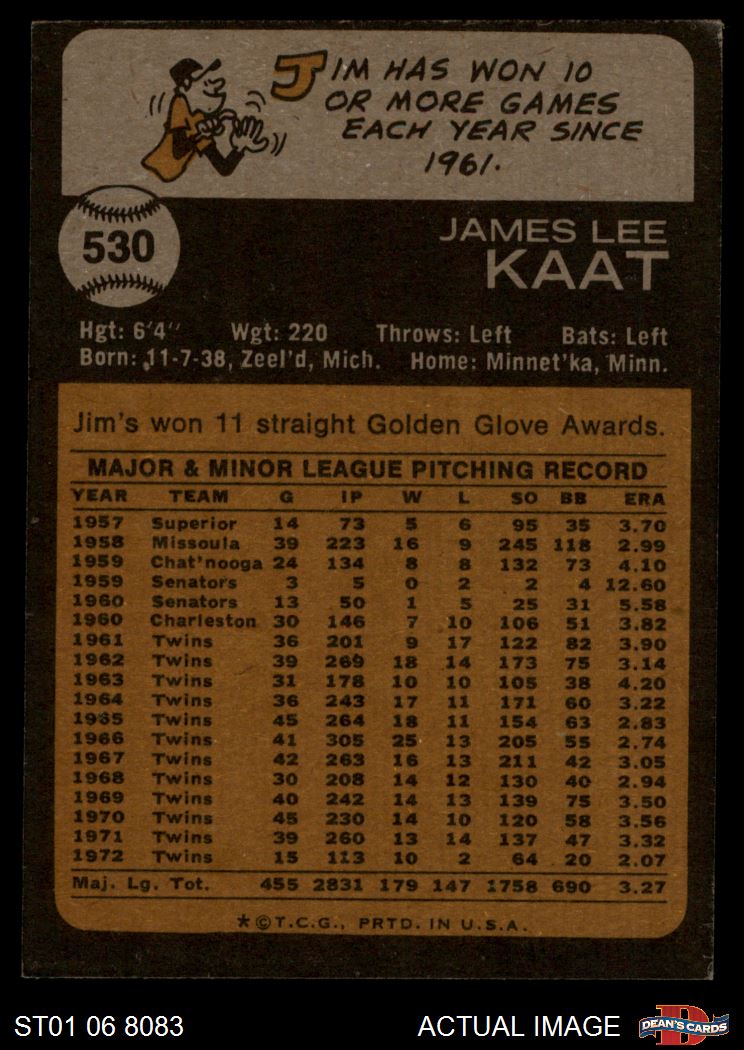 JIM HAS WON 10
OR MORE GAMES
EACH YEAR SINCE
1961.
530
JAMES LEE
KAAT
Hgt: 6'4" Wgt: 220 Throws: Left Bats: Left
Born: 11-7-38, Zeel'd, Mich. Home: Minnet'ka, Minn.
Jim's won 11 straight Golden Glove Awards.
MAJOR & MINOR LEAGUE PITCHING RECORD
YEAR TEAM G IP W L SO BB ERA
1957 Superior 14 73 5 6 95 35 3.70
1958 Missoula 39 223 16 9 245 118 2.99
1959 Chat'nooga 24 134 8 8 132 73 4.10
1959 Senators 3 5 0 2 2 4 12.60
1960 Senators 13 50 1 5 25 31 5.58
1960 Charleston 30 146 7 10 106 51 3.82
1961 Twins 36 201 9 17 122 82 3.90
1962 Twins 39 269 18 14 173 75 3.14
1963 Twins 31 178 10 10 105 38 4.20
1964 Twins 36 243 17 11 171 60 3.22
1965 Twins 45 264 18 11 154 63 2.83
1966 Twins 41 305 25 13 205 55 2.74
1967 Twins 42 263 16 13 211 42 3.05
1968 Twins 30 208 14 12 130 40 2.94
1969 Twins 40 242 14 13 139 75 3.50
1970 Twins 45 230 14 10 120 58 3.56
1971 Twins 39 260 13 14 137 47 3.32
1972 Twins 15 113 10 2 64 20 2.07
Maj. Lg. Tot. 455 2831 179 147 1758 690 3.27
*©T.C.G., PRTD. IN U.S.A.
ST01 06 8083 ACTUAL IMAGE D DEAN'S CARDS